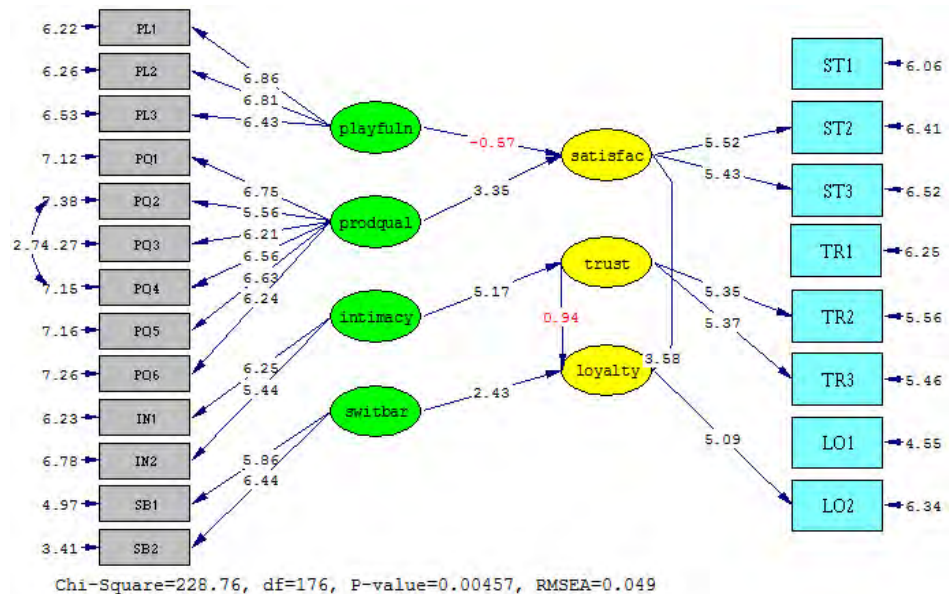 6.22 PL1
6.26 PL2
6.53 PL3
7.12 PQ1
7.38 PQ2
2.74.27 PQ3
7.15 PQ4
7.16 PQ5
7.26 PQ6
6.23 IN1
6.78 IN2
4.97 SB1
3.41 SB2
6.86
6.81
6.43
6.75
5.56
6.21
6.56
6.63
6.24
6.25
5.44
5.86
6.44
playfuln
prodqual
intimacy
switbar
-0.57
3.35
5.17
2.43
satisfac
trust
0.94
loyalty
3.58
5.52
5.43
5.35
5.37
5.09
ST1 6.06
ST2 6.41
ST3 6.52
TR1 6.25
TR2 5.56
TR3 5.46
LO1 4.55
LO2 6.34
Chi-Square=228.76, df=176, P-value=0.00457, RMSEA=0.049